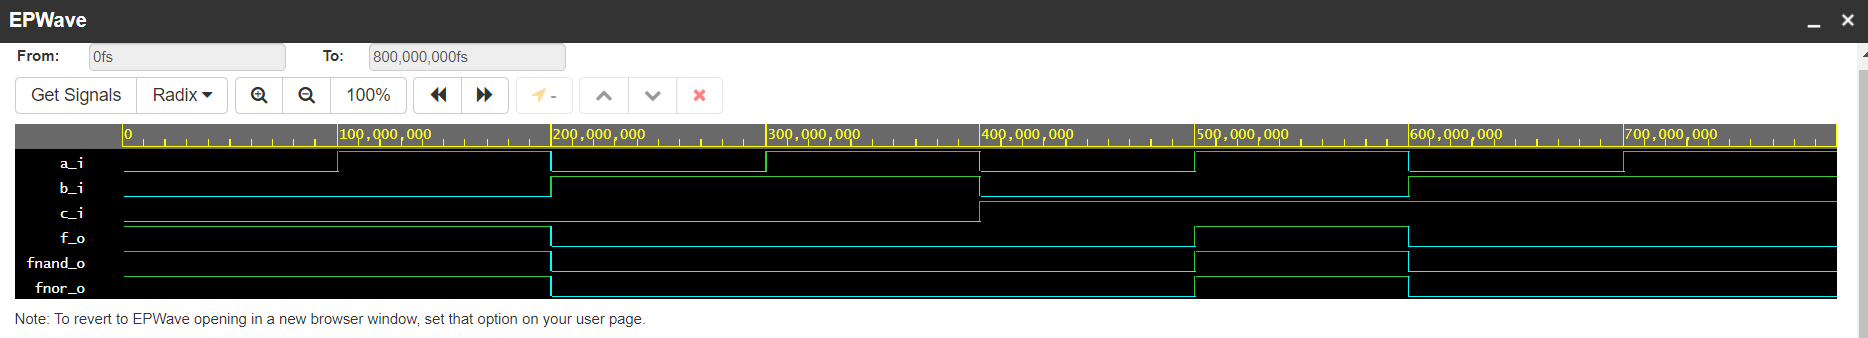 EPWave
From: 0fs To: 800,000,000fs
Get Signals Radix 100% -
0 100,000,000 200,000,000 300,000,000 400,000,000 500,000,000 600,000,000 700,000,000
a_i
b_i
c_i
f_o
fnand_o
fnor_o
Note: To revert to EPWave opening in a new browser window, set that option on your user page.